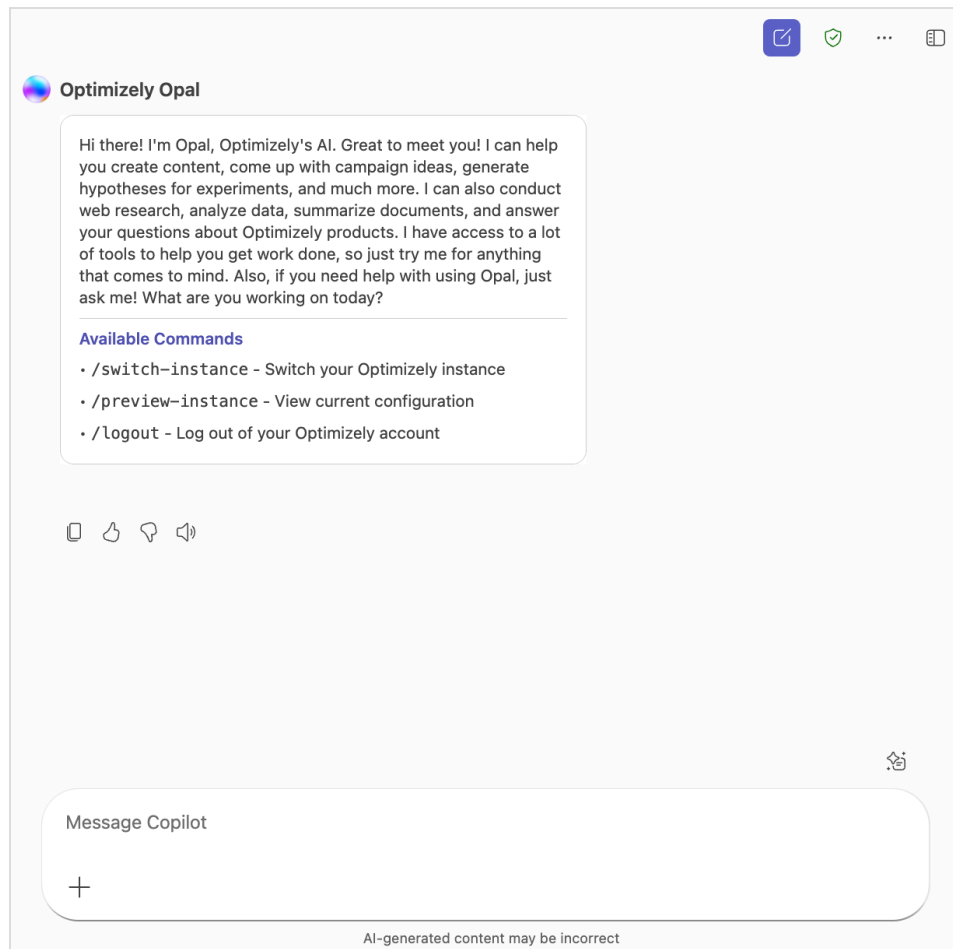 Optimizely Opal
Hi there! I'm Opal, Optimizely's AI. Great to meet you! I can help
you create content, come up with campaign ideas, generate
hypotheses for experiments, and much more. I can also conduct
web research, analyze data, summarize documents, and answer
your questions about Optimizely products. I have access to a lot
of tools to help you get work done, so just try me for anything
that comes to mind. Also, if you need help with using Opal, just
ask me! What are you working on today?
Available Commands
• /switch-instance - Switch your Optimizely instance
• /preview-instance - View current configuration
• /logout - Log out of your Optimizely account
Message Copilot
AI-generated content may be incorrect